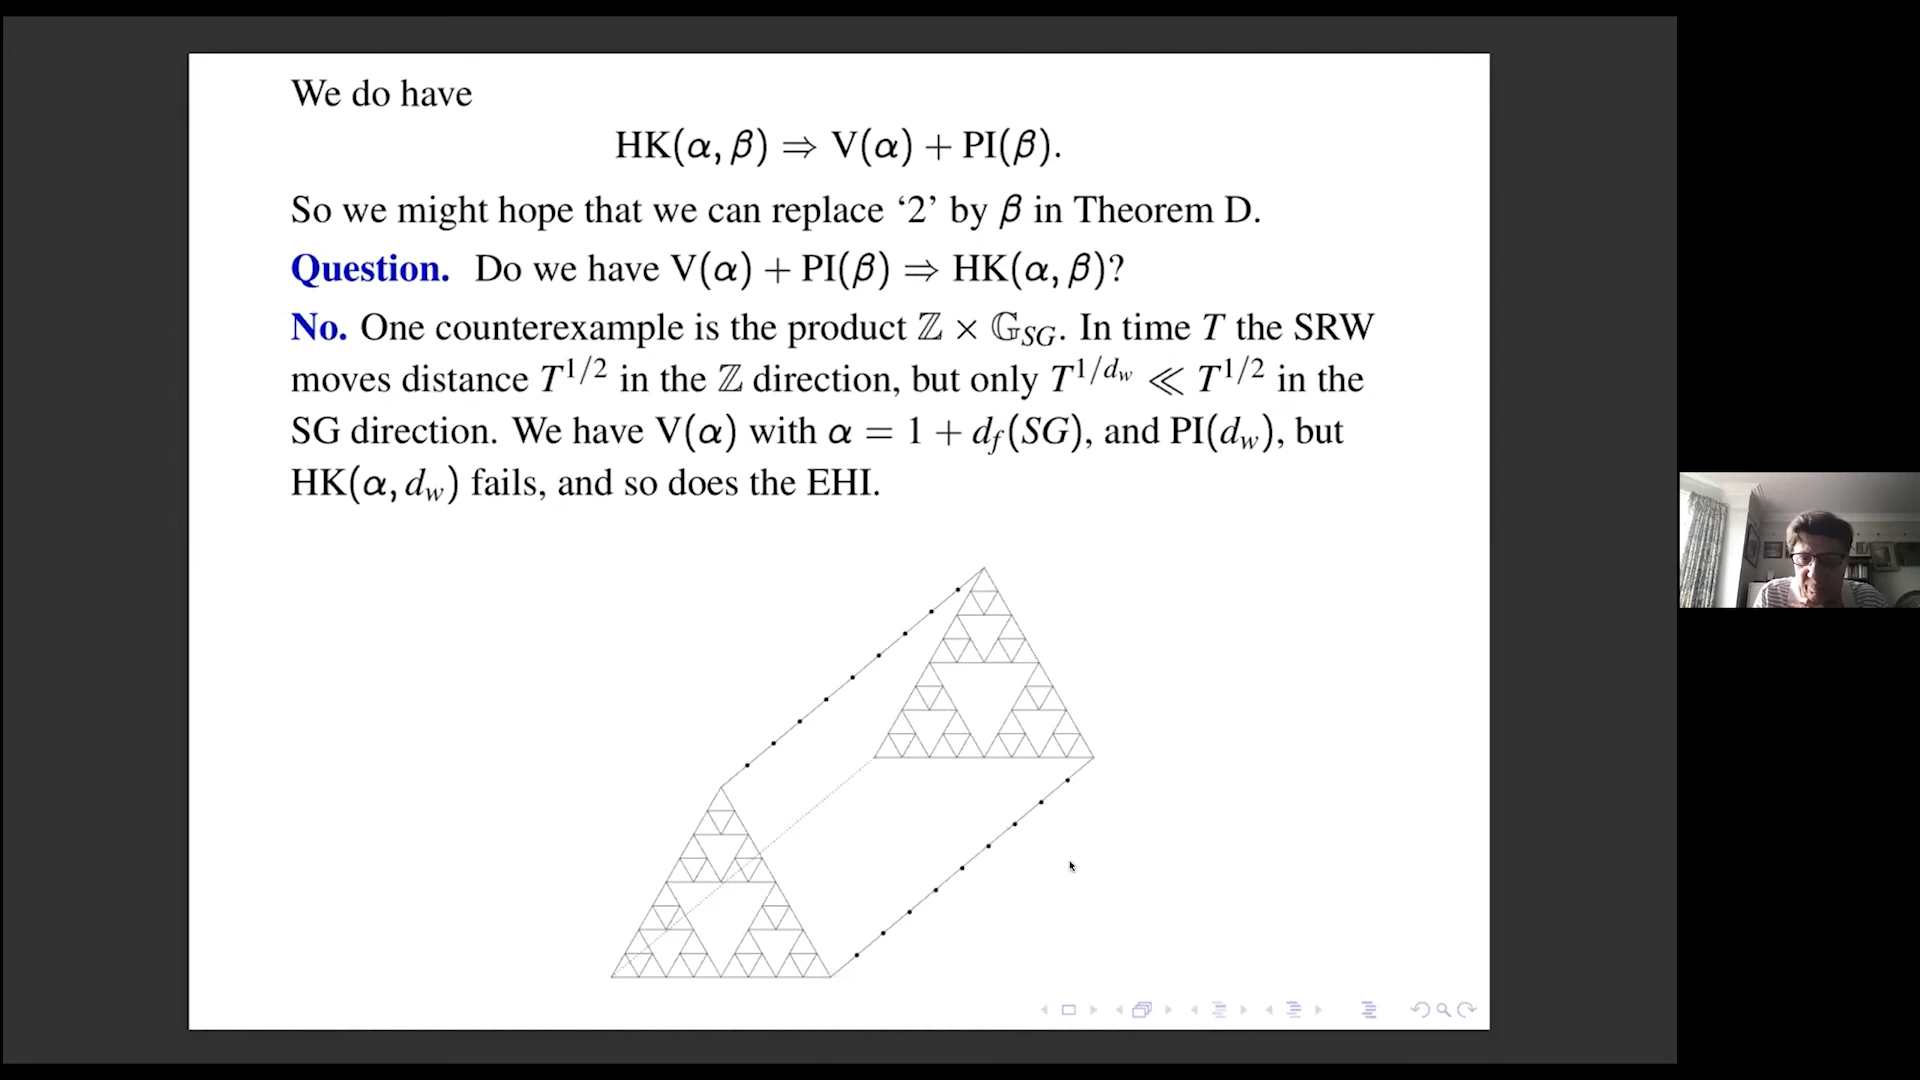 We do have
HK(α, β) ⇒ V(α) + PI(β).
So we might hope that we can replace ‘2’ by β in Theorem D.
Question. Do we have V(α) + PI(β) ⇒ HK(α, β)?
No. One counterexample is the product ℤ × 𝔾_{SG}. In time T the SRW
moves distance T^{1/2} in the ℤ direction, but only T^{1/d_w} ≪ T^{1/2} in the
SG direction. We have V(α) with α = 1 + d_f(SG), and PI(d_w), but
HK(α, d_w) fails, and so does the EHI.